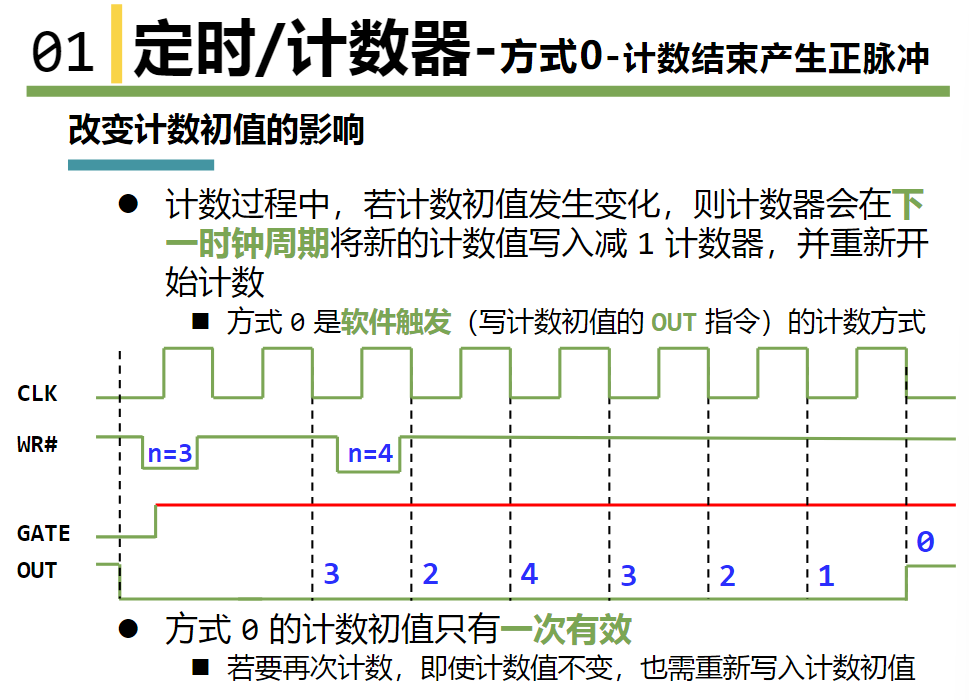 01 定时/计数器-方式0-计数结束产生正脉冲
改变计数初值的影响
● 计数过程中，若计数初值发生变化，则计数器会在下
一时钟周期将新的计数值写入减 1 计数器，并重新开
始计数
■ 方式 0 是软件触发（写计数初值的 OUT 指令）的计数方式
CLK
WR# n=3 n=4
GATE
0
OUT 3 2 4 3 2 1
● 方式 0 的计数初值只有一次有效
■ 若要再次计数，即使计数值不变，也需重新写入计数初值